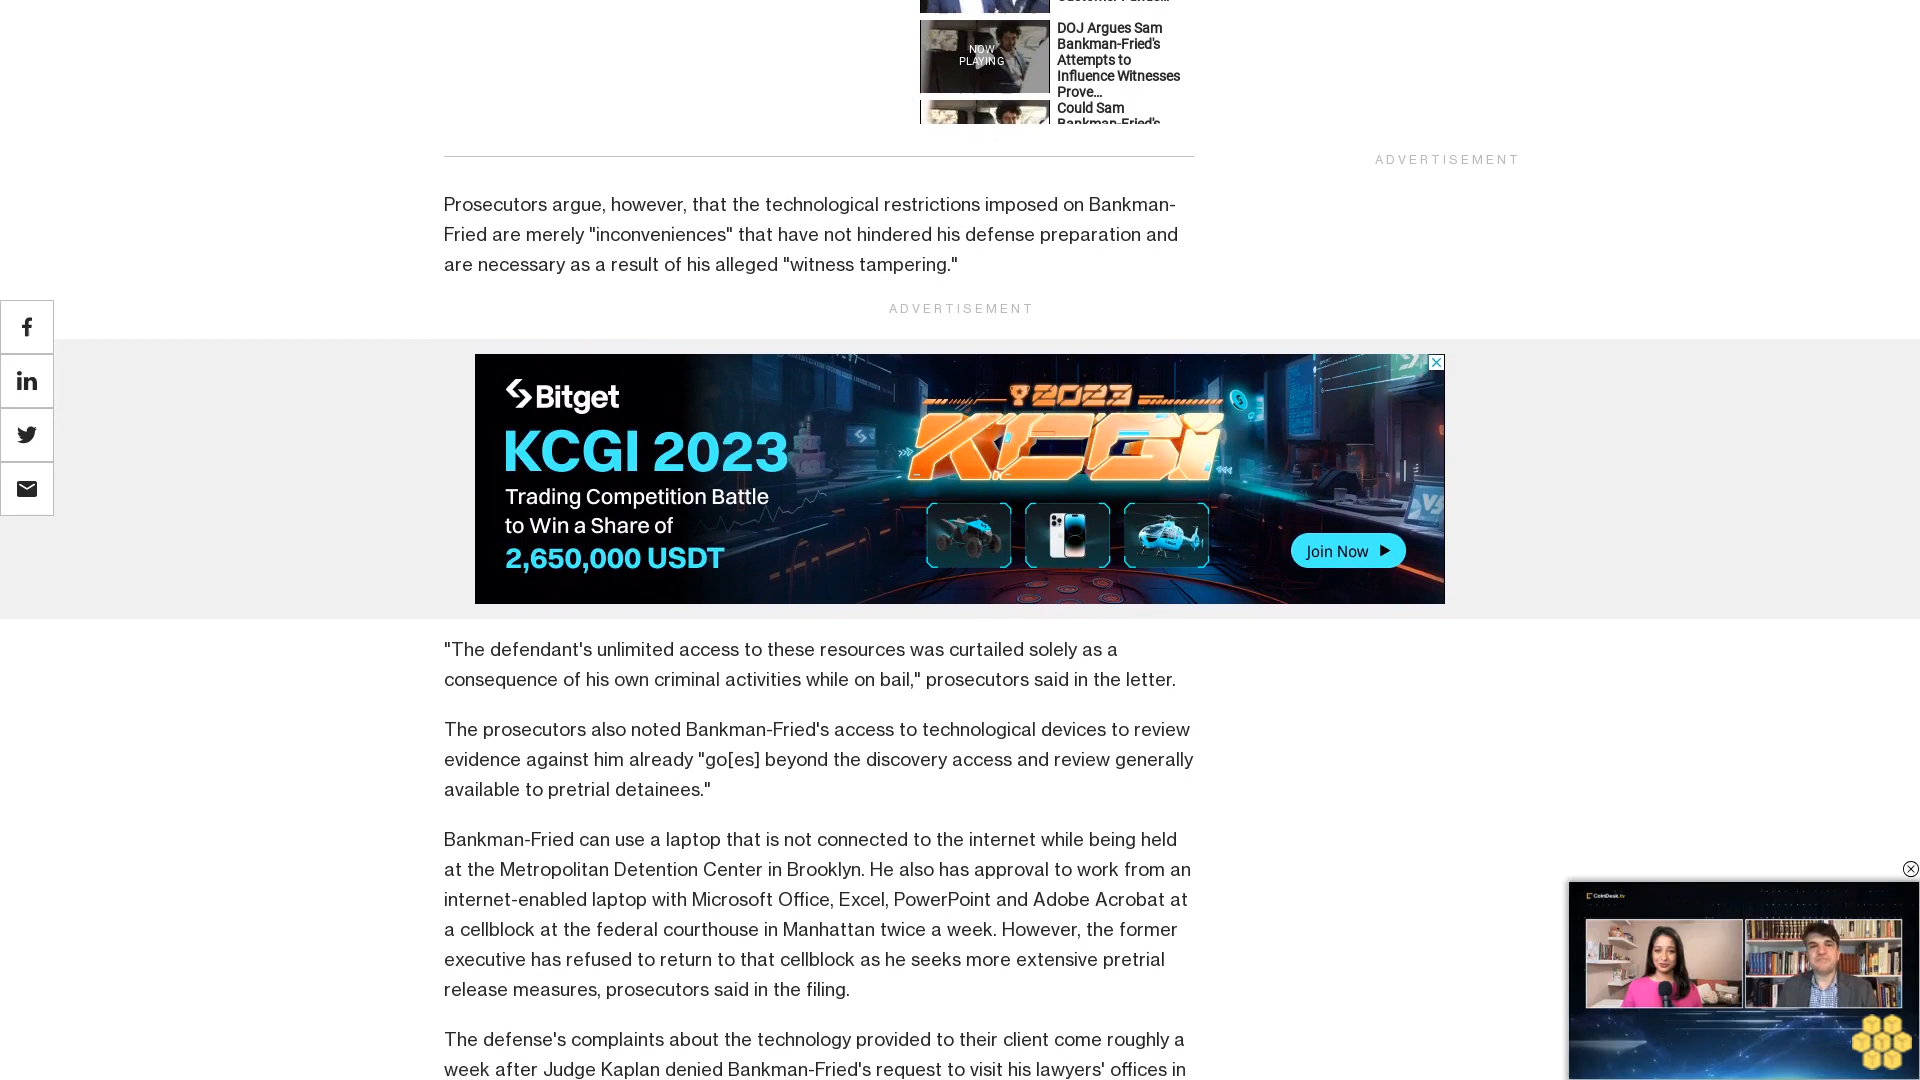 DOJ Argues Sam
Bankman-Fried's
Attempts to
Influence Witnesses
Prove...
NOW
PLAYING
Could Sam
Bankman-Fried's
ADVERTISEMENT
Prosecutors argue, however, that the technological restrictions imposed on Bankman-
Fried are merely "inconveniences" that have not hindered his defense preparation and
are necessary as a result of his alleged "witness tampering."
ADVERTISEMENT
Bitget
KCGI 2023
Trading Competition Battle
to Win a Share of
2,650,000 USDT
2023
KCGI
Join Now
"The defendant's unlimited access to these resources was curtailed solely as a
consequence of his own criminal activities while on bail," prosecutors said in the letter.
The prosecutors also noted Bankman-Fried's access to technological devices to review
evidence against him already "go[es] beyond the discovery access and review generally
available to pretrial detainees."
Bankman-Fried can use a laptop that is not connected to the internet while being held
at the Metropolitan Detention Center in Brooklyn. He also has approval to work from an
internet-enabled laptop with Microsoft Office, Excel, PowerPoint and Adobe Acrobat at
a cellblock at the federal courthouse in Manhattan twice a week. However, the former
executive has refused to return to that cellblock as he seeks more extensive pretrial
release measures, prosecutors said in the filing.
The defense's complaints about the technology provided to their client come roughly a
week after Judge Kaplan denied Bankman-Fried's request to visit his lawyers' offices in
CoinDesk.tv